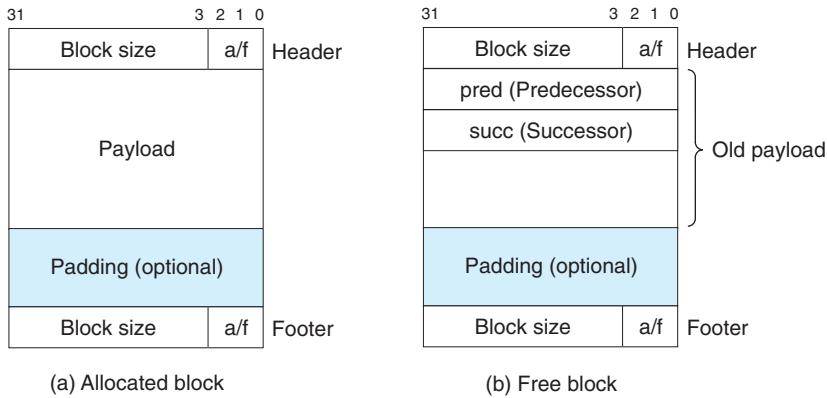 31 3 2 1 0
Block size a/f Header
Payload
Padding (optional)
Block size a/f Footer
(a) Allocated block
31 3 2 1 0
Block size a/f Header
pred (Predecessor)
succ (Successor)
Old payload
Padding (optional)
Block size a/f Footer
(b) Free block